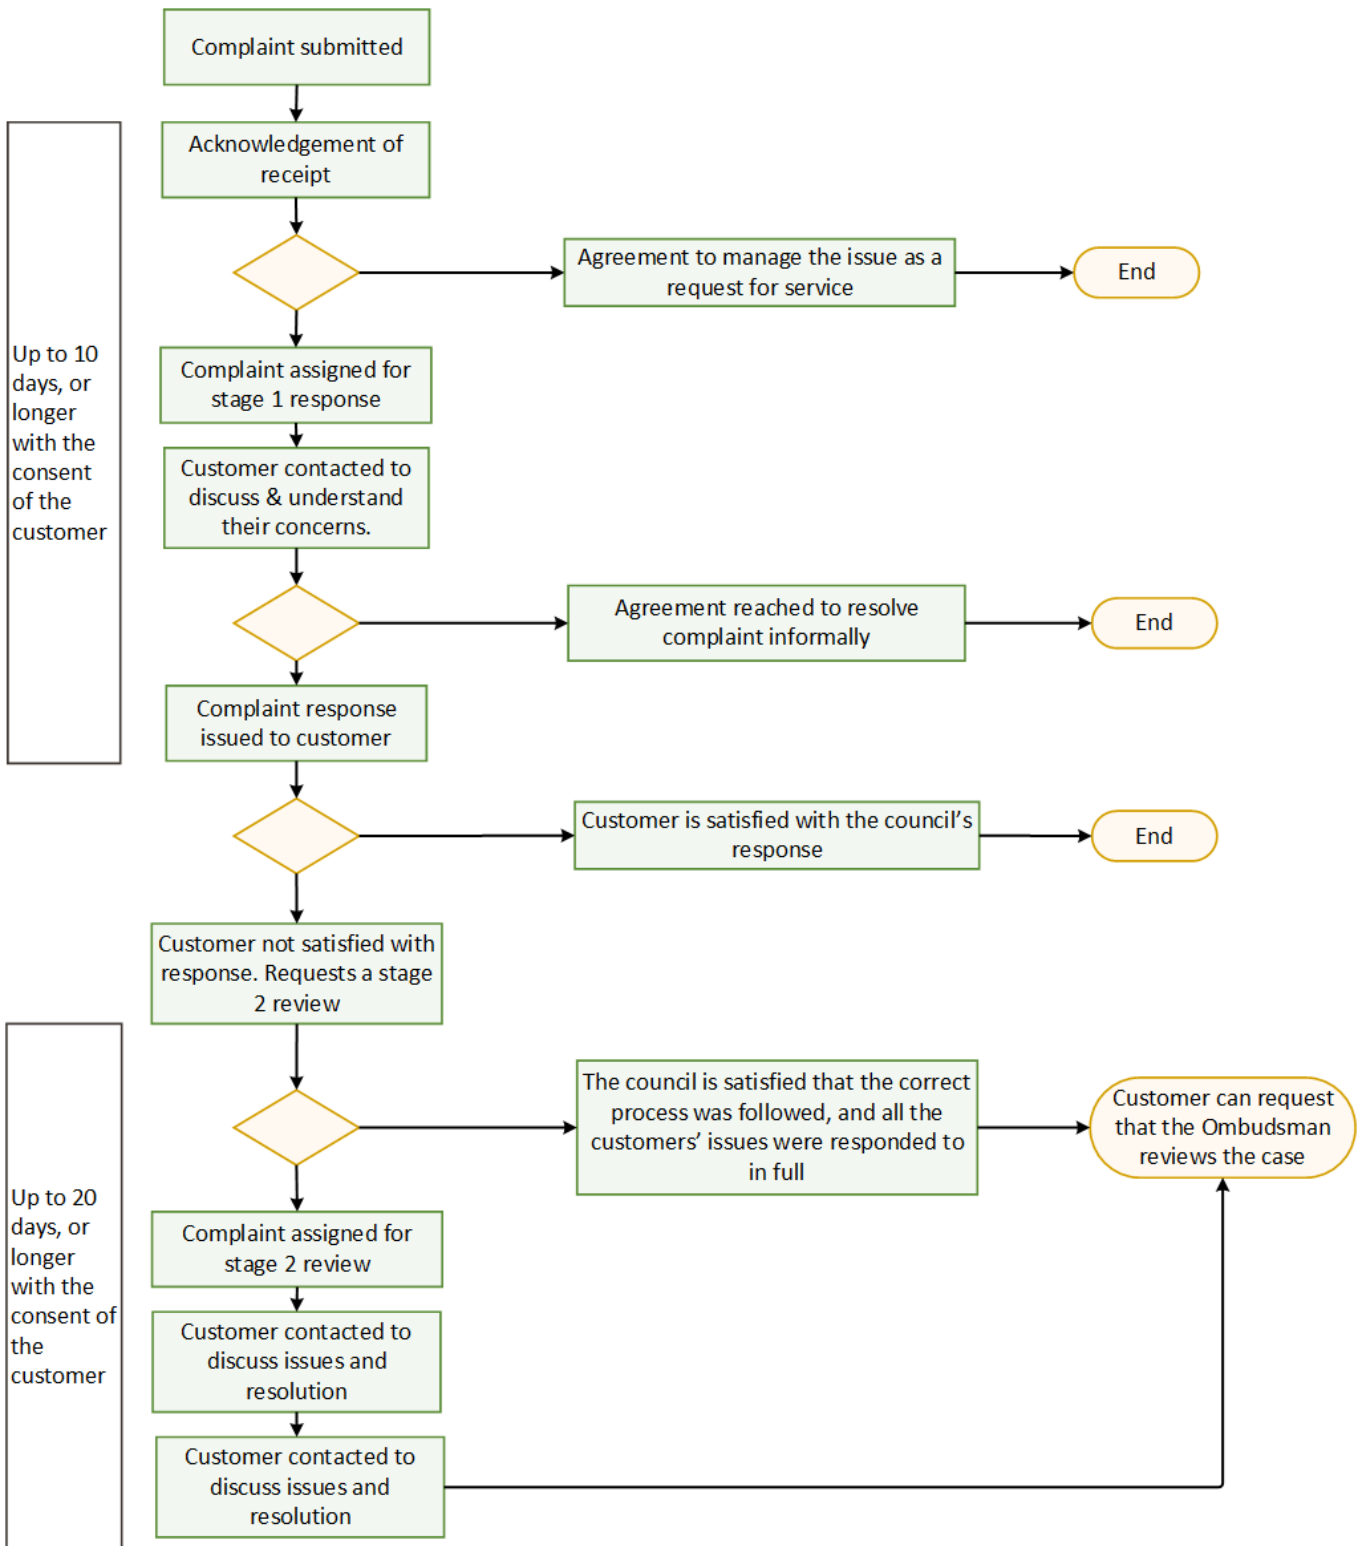 Complaint submitted
Acknowledgement of
receipt
Agreement to manage the issue as a
request for service
End
Up to 10
days, or
longer
with the
consent
of the
customer
Complaint assigned for
stage 1 response
Customer contacted to
discuss & understand
their concerns.
Agreement reached to resolve
complaint informally
End
Complaint response
issued to customer
Customer is satisfied with the council’s
response
End
Customer not satisfied with
response. Requests a stage
2 review
The council is satisfied that the correct
process was followed, and all the
customers’ issues were responded to
in full
Customer can request
that the Ombudsman
reviews the case
Up to 20
days, or
longer
with the
consent of
the
customer
Complaint assigned for
stage 2 review
Customer contacted to
discuss issues and
resolution
Customer contacted to
discuss issues and
resolution